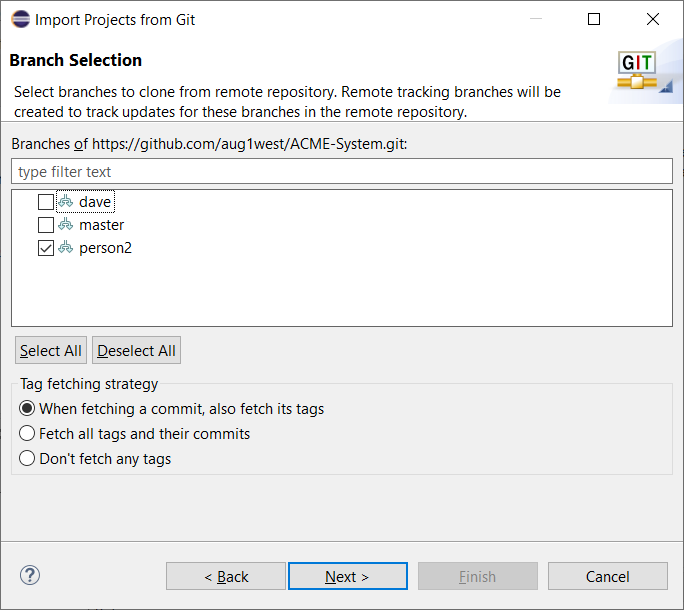 Import Projects from Git
Branch Selection
GIT
Select branches to clone from remote repository. Remote tracking branches will be
created to track updates for these branches in the remote repository.
Branches of https://github.com/aug1west/ACME-System.git:
type filter text
dave
master
person2
Select All Deselect All
Tag fetching strategy
When fetching a commit, also fetch its tags
Fetch all tags and their commits
Don't fetch any tags
? < Back Next > Finish Cancel